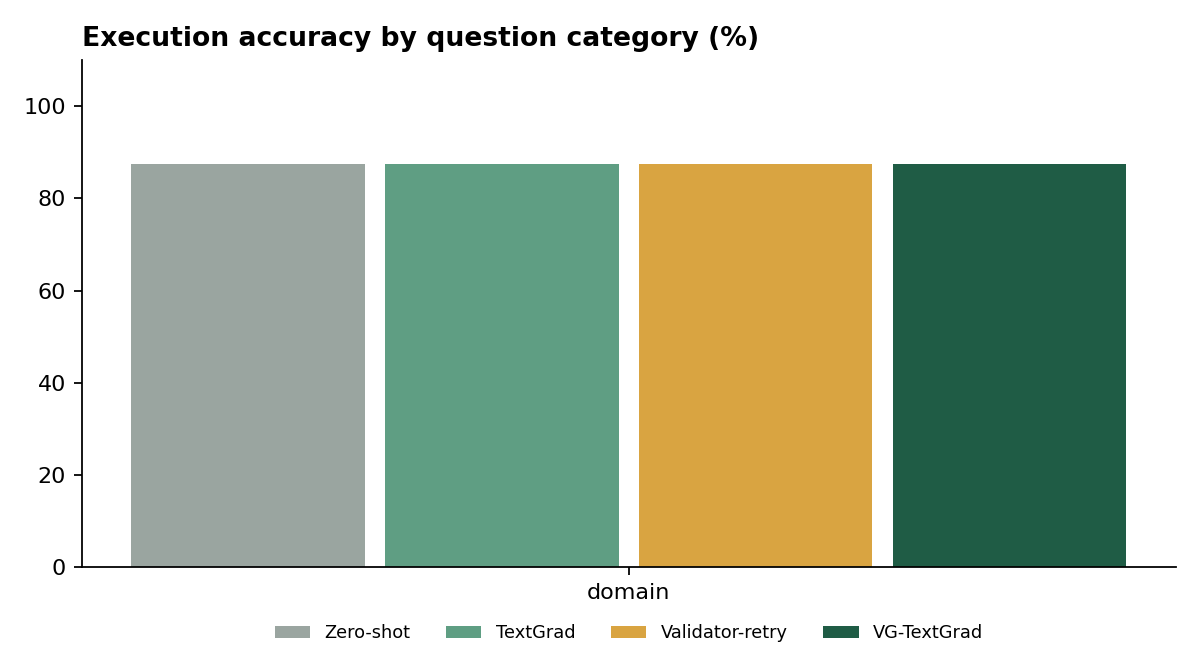 Execution accuracy by question category (%)
100
80
60
40
20
0
domain
Zero-shot TextGrad Validator-retry VG-TextGrad